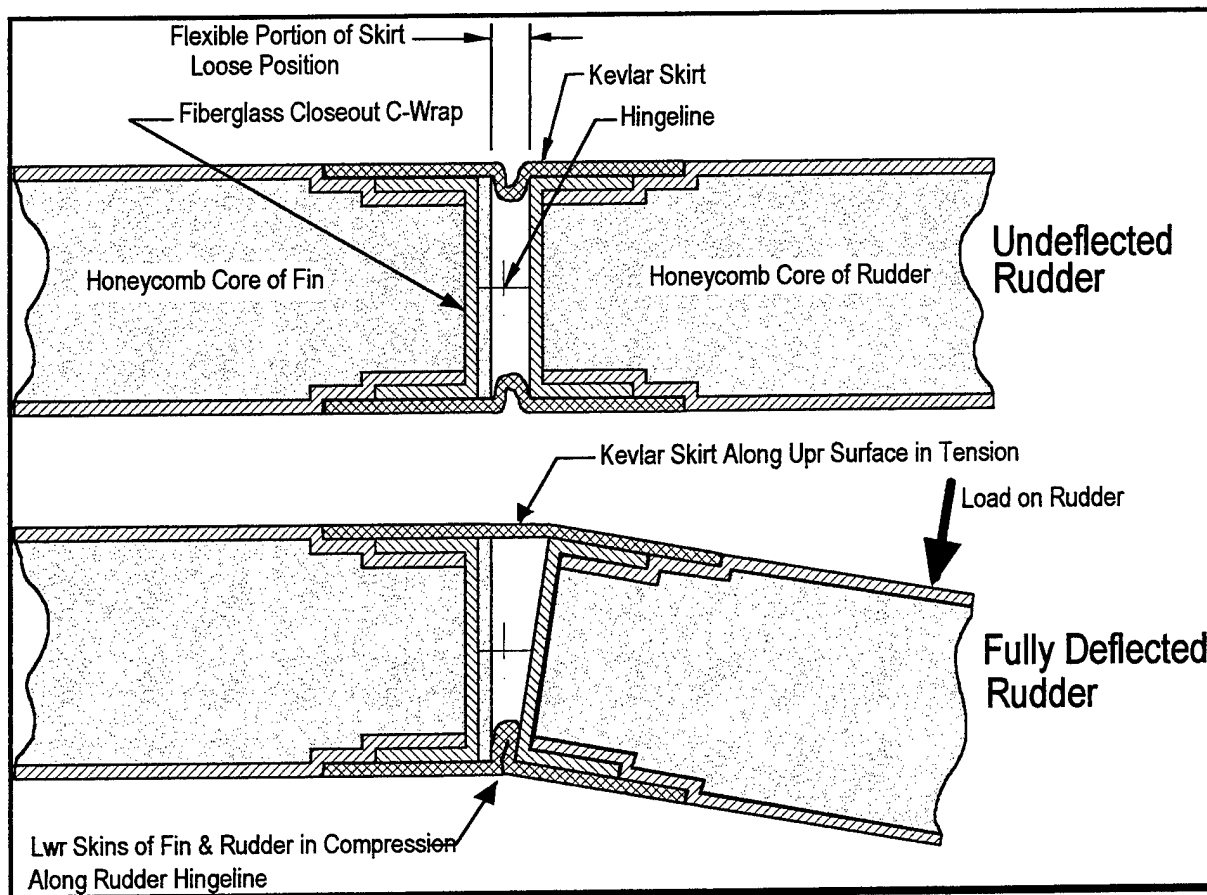 Flexible Portion of Skirt
Loose Position
Kevlar Skirt
Fiberglass Closeout C-Wrap
Hingeline
Honeycomb Core of Fin
Honeycomb Core of Rudder
Undeflected
Rudder
Kevlar Skirt Along Upr Surface in Tension
Load on Rudder
Fully Deflected
Rudder
Lwr Skins of Fin & Rudder in Compression
Along Rudder Hingeline